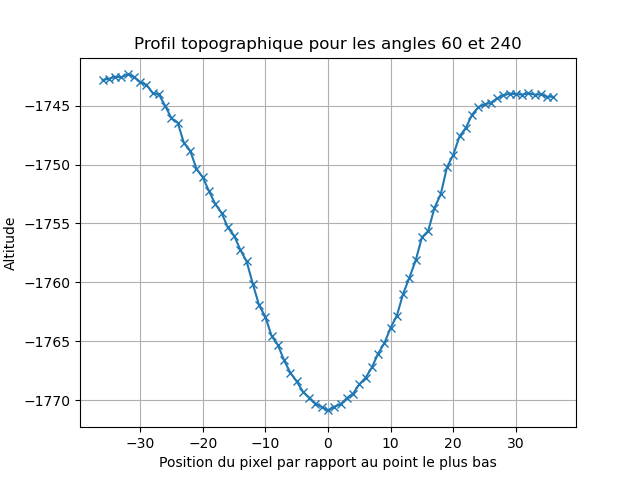 Profil topographique pour les angles 60 et 240
Altitude
−1745
−1750
−1755
−1760
−1765
−1770
−30 −20 −10 0 10 20 30
Position du pixel par rapport au point le plus bas